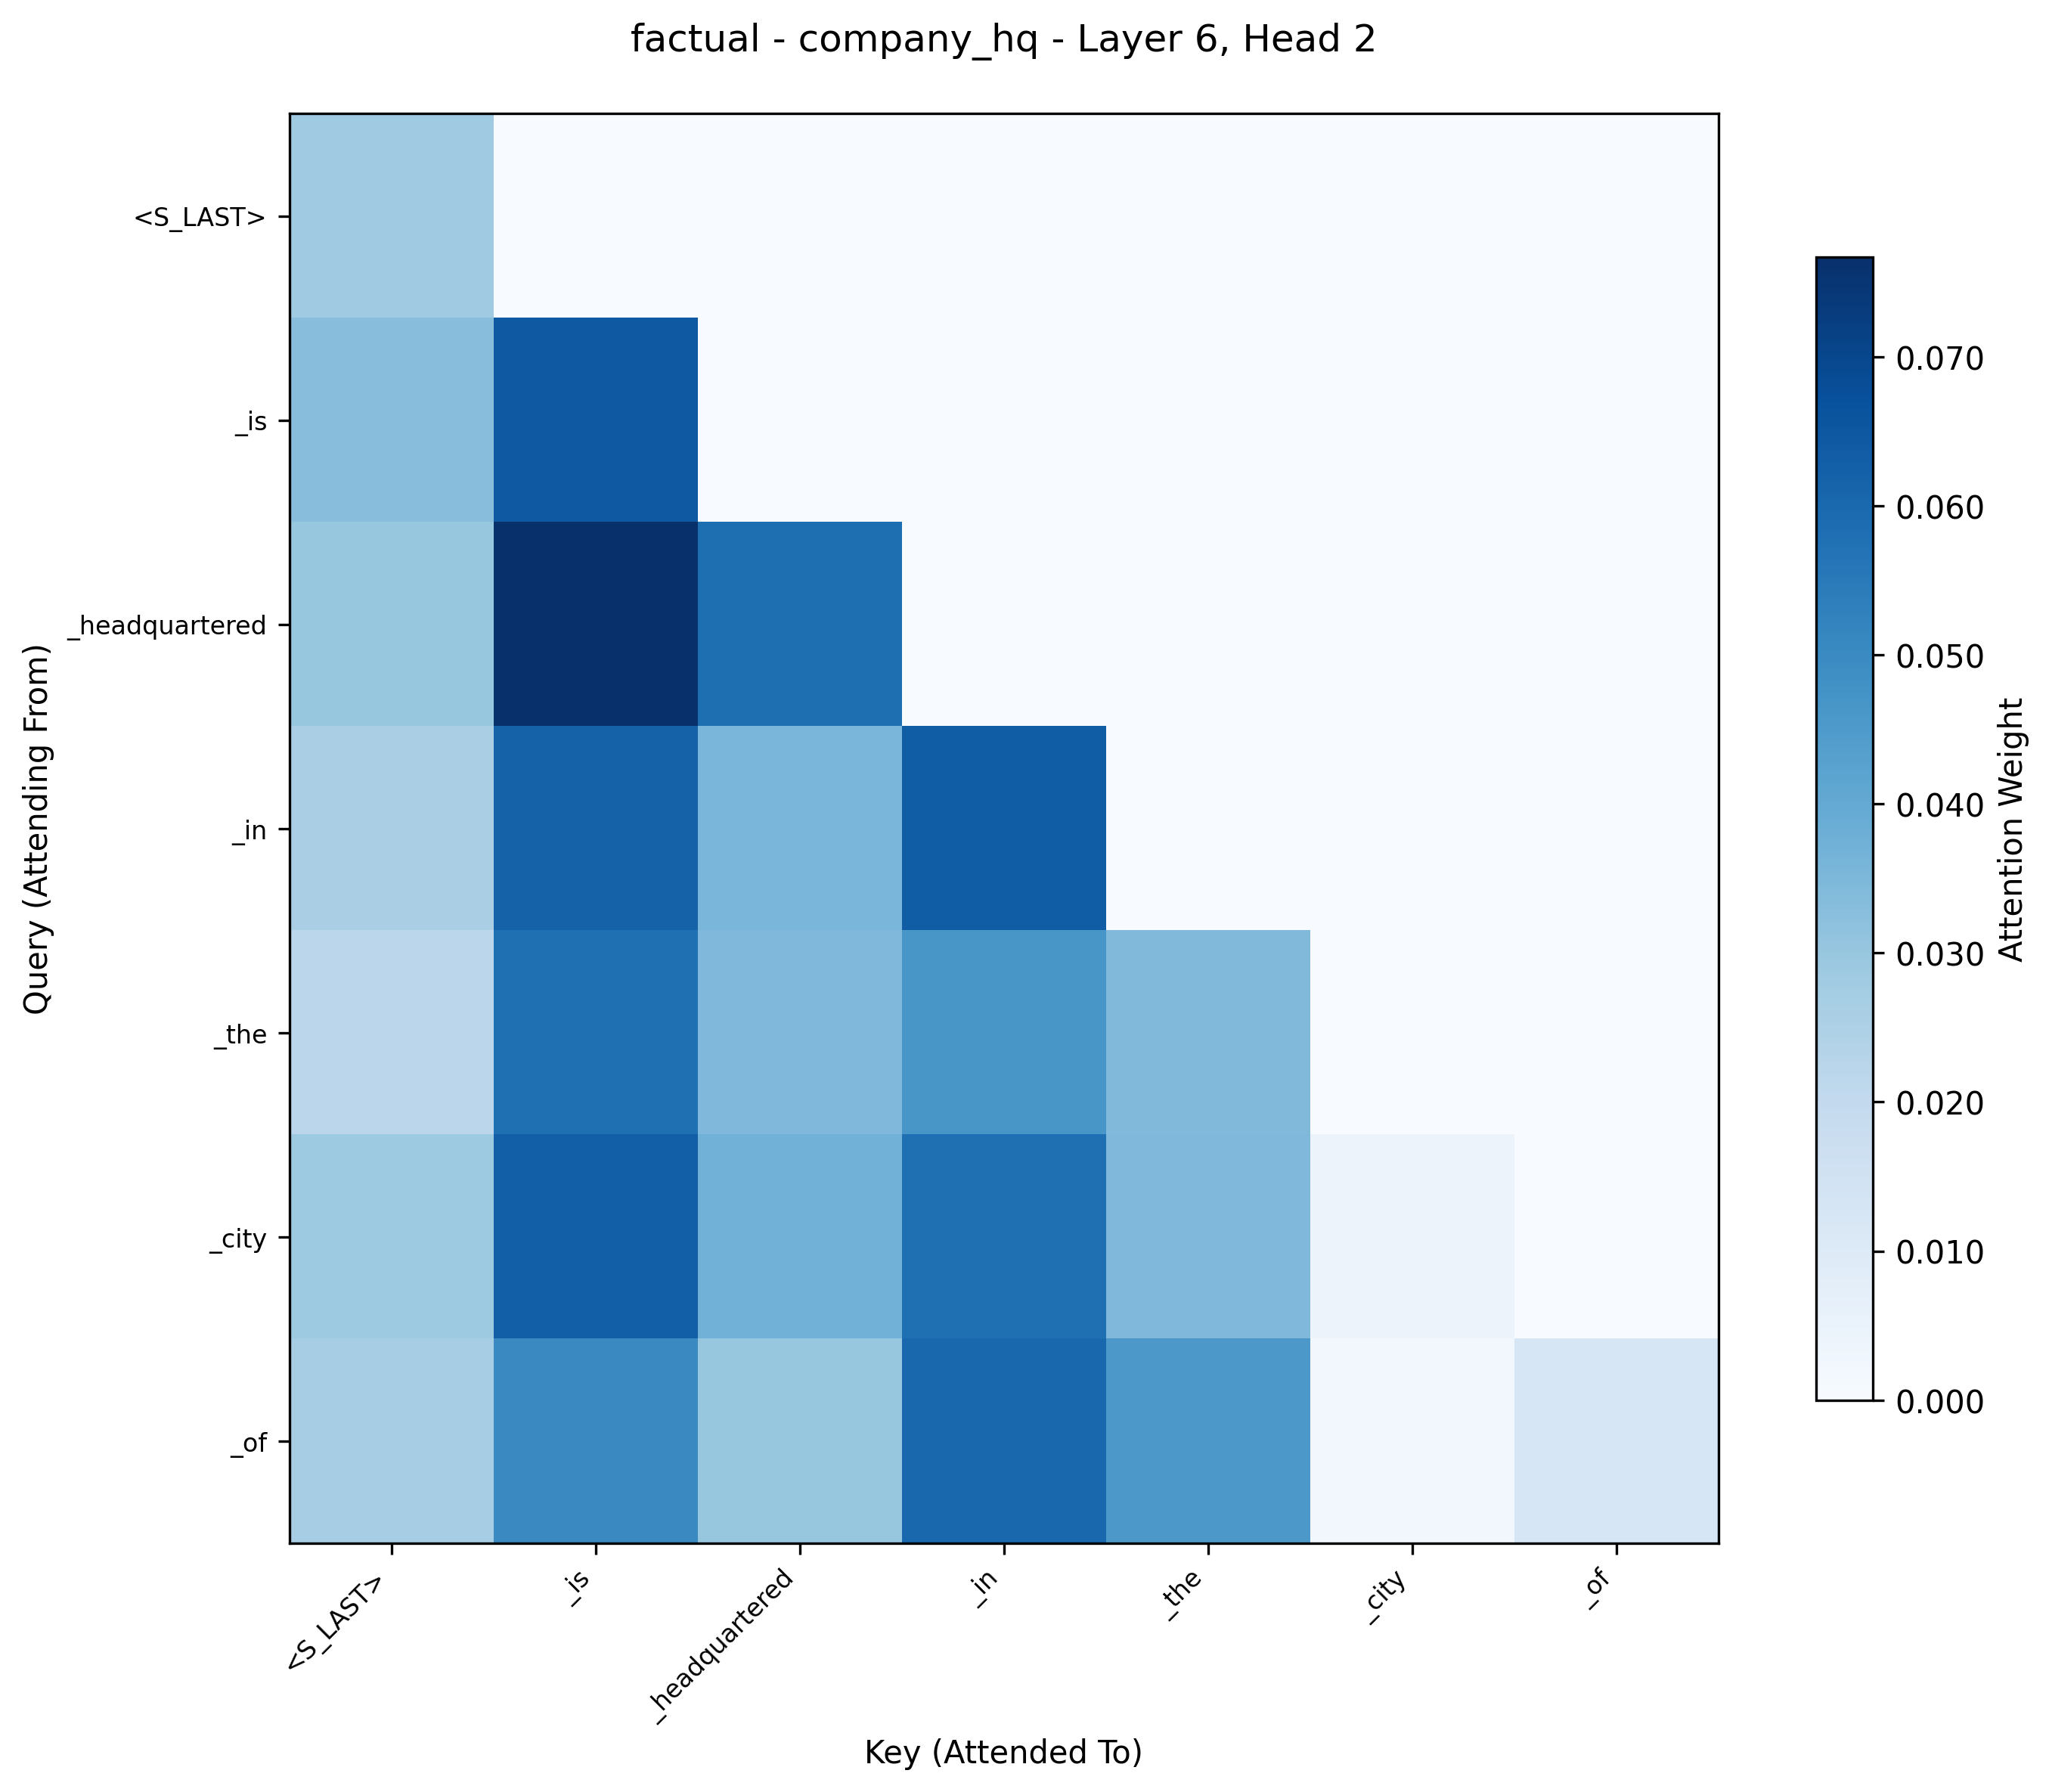 factual - company_hq - Layer 6, Head 2
Query (Attending From)
<S_LAST>
_is
_headquartered
_in
_the
_city
_of
<S_LAST>
_is
_headquartered
_in
_the
_city
_of
Key (Attended To)
0.070
0.060
0.050
0.040
0.030
0.020
0.010
0.000
Attention Weight